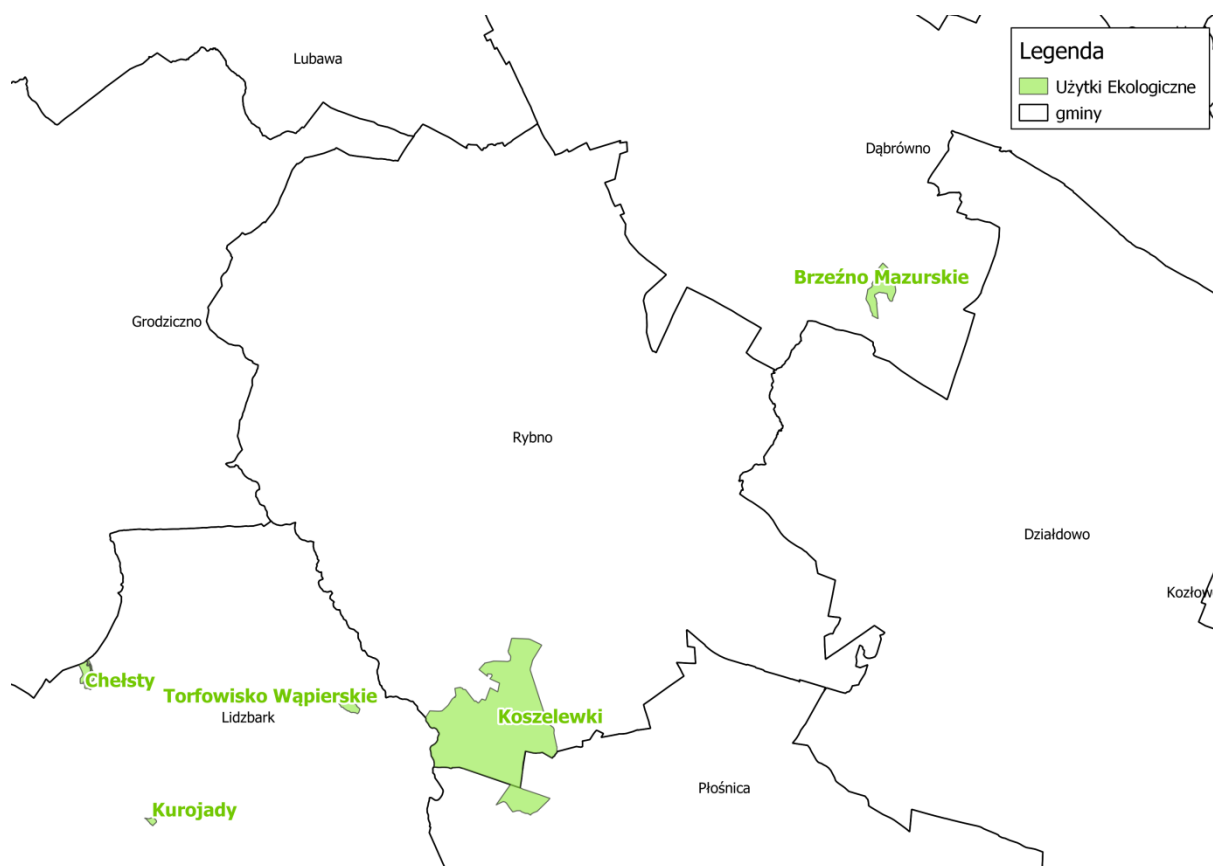 Lubawa
Legenda
Użytki Ekologiczne
gminy
Dąbrówno
Brzeźno Mazurskie
Grodziczno
Rybno
Działdowo
Kozłow
Chełsty
Torfowisko Wąpierskie
Lidzbark
Koszelewki
Płośnica
Kurojady